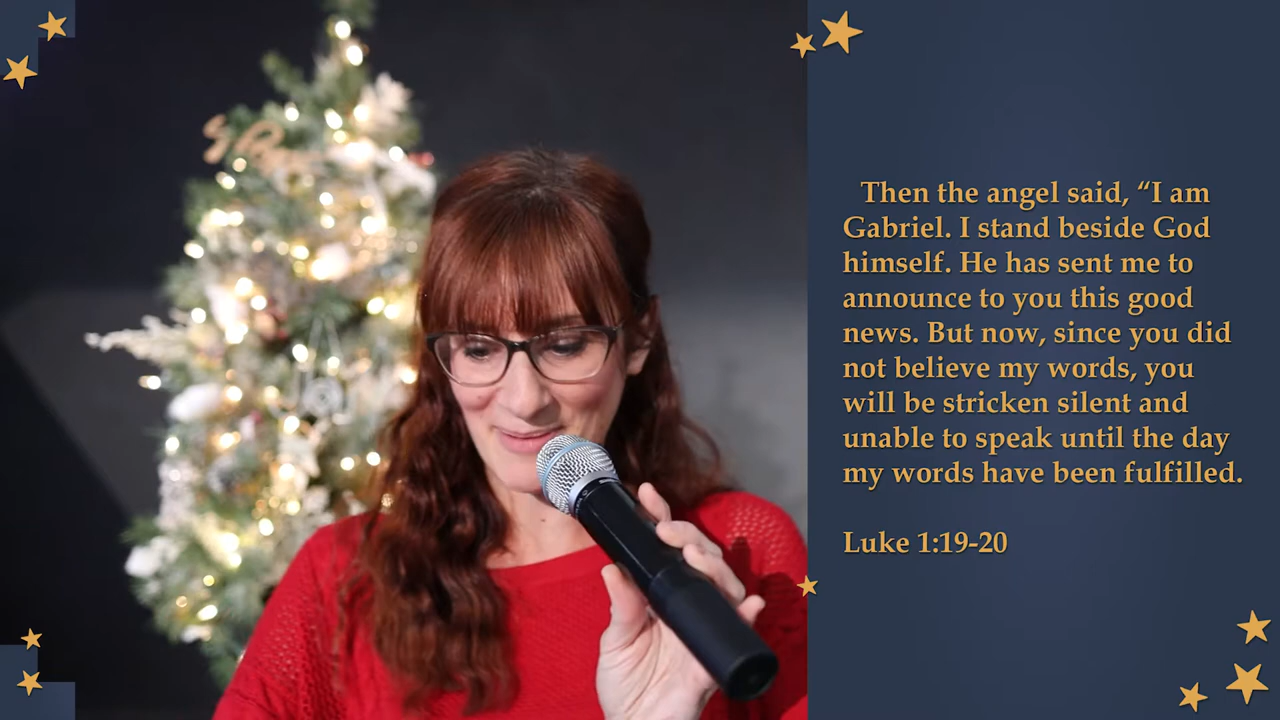 Then the angel said, “I am
Gabriel. I stand beside God
himself. He has sent me to
announce to you this good
news. But now, since you did
not believe my words, you
will be stricken silent and
unable to speak until the day
my words have been fulfilled.
Luke 1:19-20